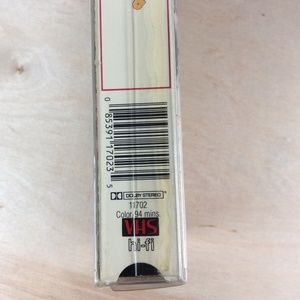 0 85391 17023 5
DOLBY STEREO
11702
Color 94 mins.
VHS
hi-fi